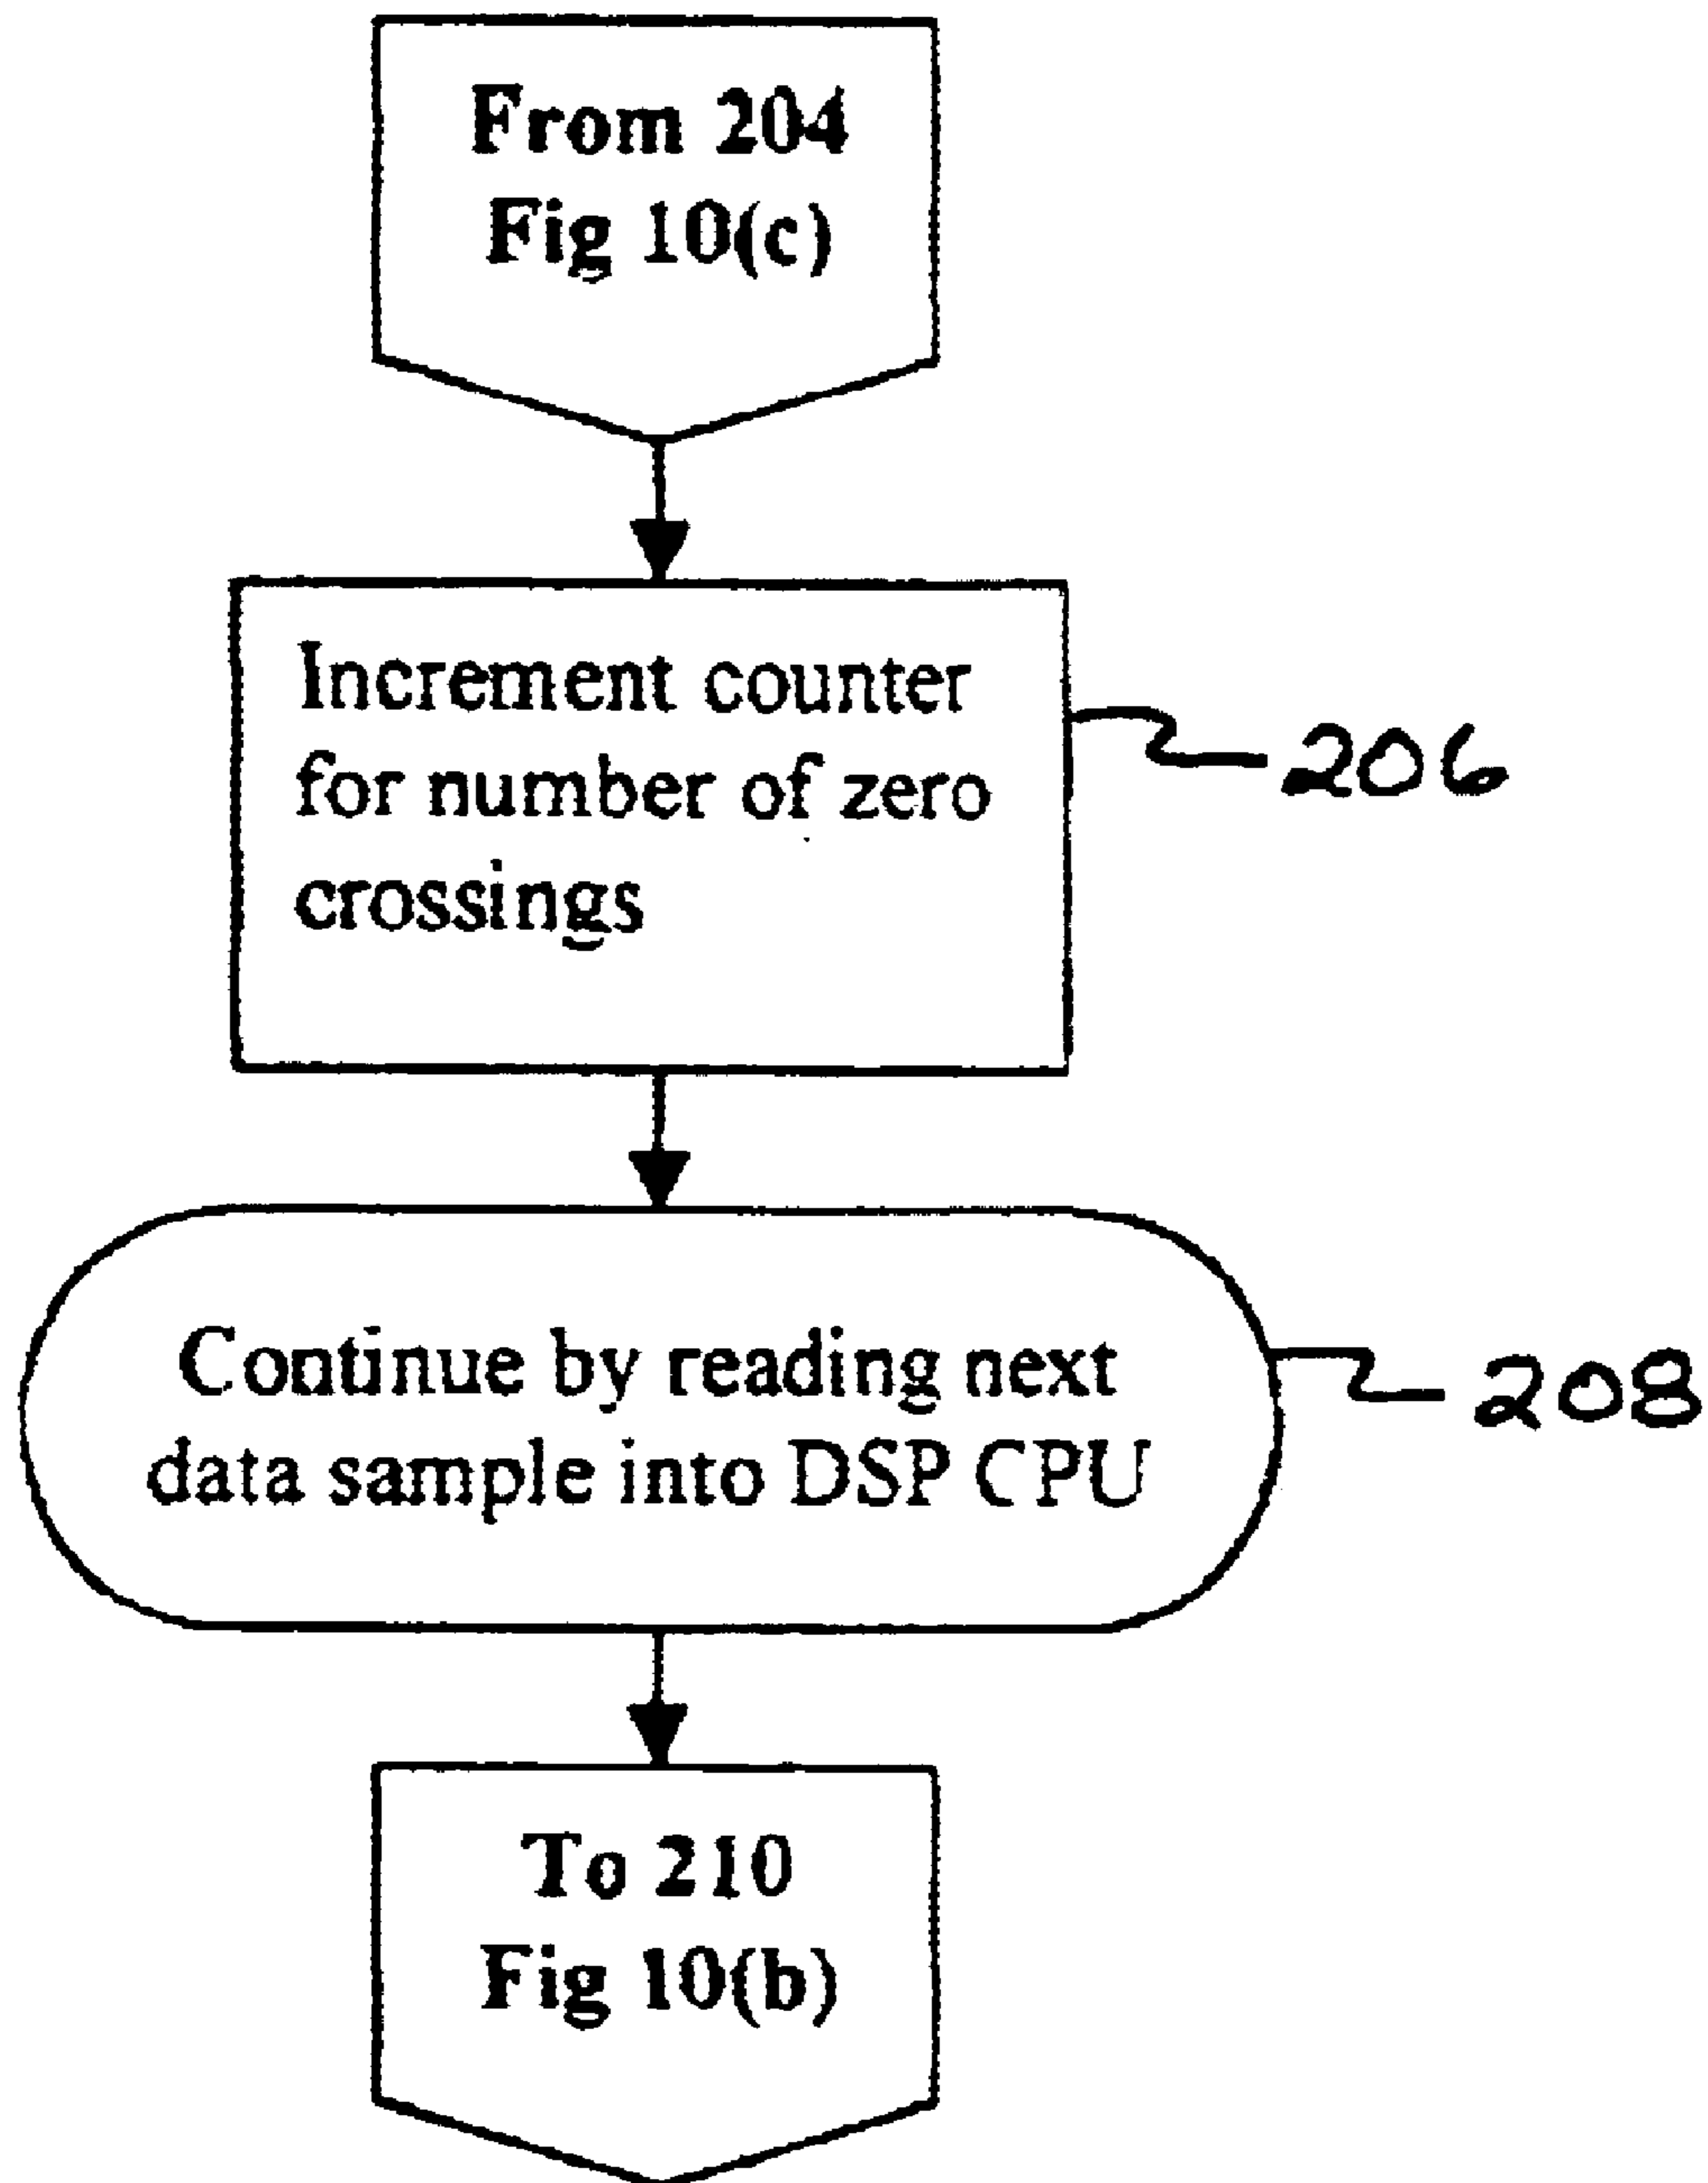 From 204
Fig 10(c)
Increment counter
for number of zero
crossings
206
Continue by reading next
data sample into DSP CPU
208
To 210
Fig 10(b)